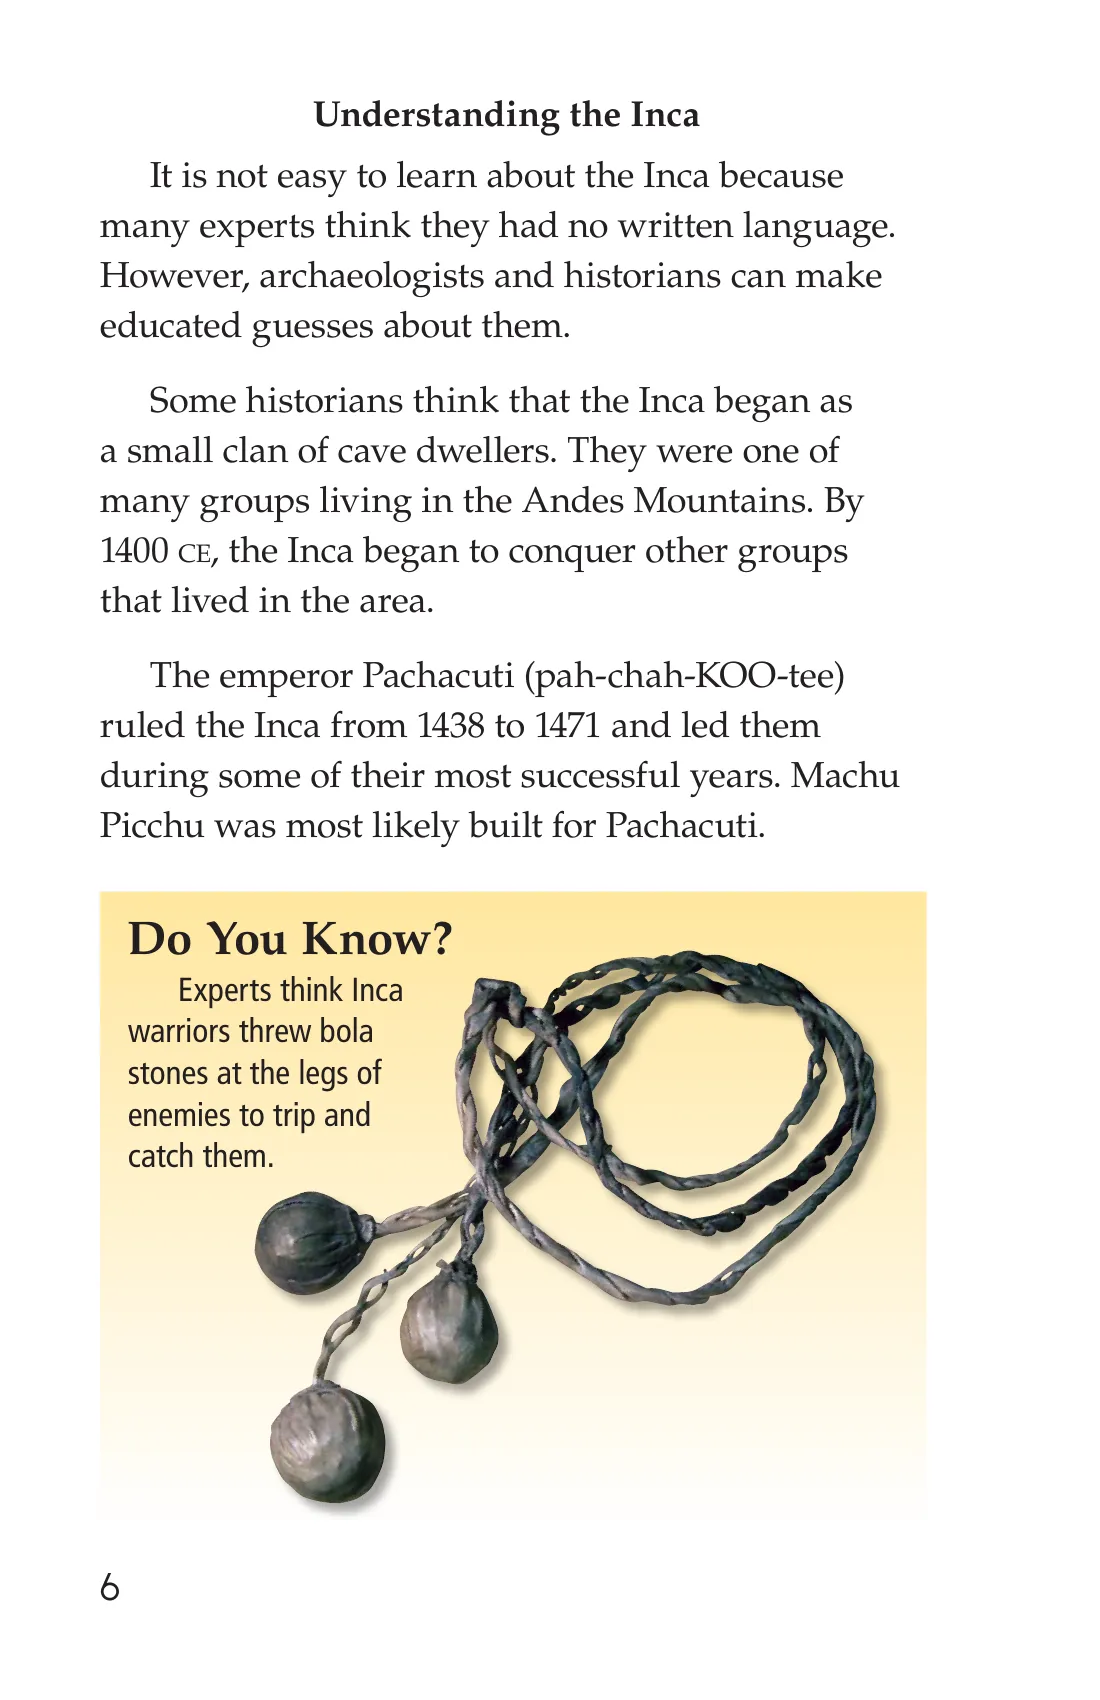 Understanding the Inca
It is not easy to learn about the Inca because
many experts think they had no written language.
However, archaeologists and historians can make
educated guesses about them.
Some historians think that the Inca began as
a small clan of cave dwellers. They were one of
many groups living in the Andes Mountains. By
1400 CE, the Inca began to conquer other groups
that lived in the area.
The emperor Pachacuti (pah-chah-KOO-tee)
ruled the Inca from 1438 to 1471 and led them
during some of their most successful years. Machu
Picchu was most likely built for Pachacuti.
Do You Know?
Experts think Inca
warriors threw bola
stones at the legs of
enemies to trip and
catch them.
6